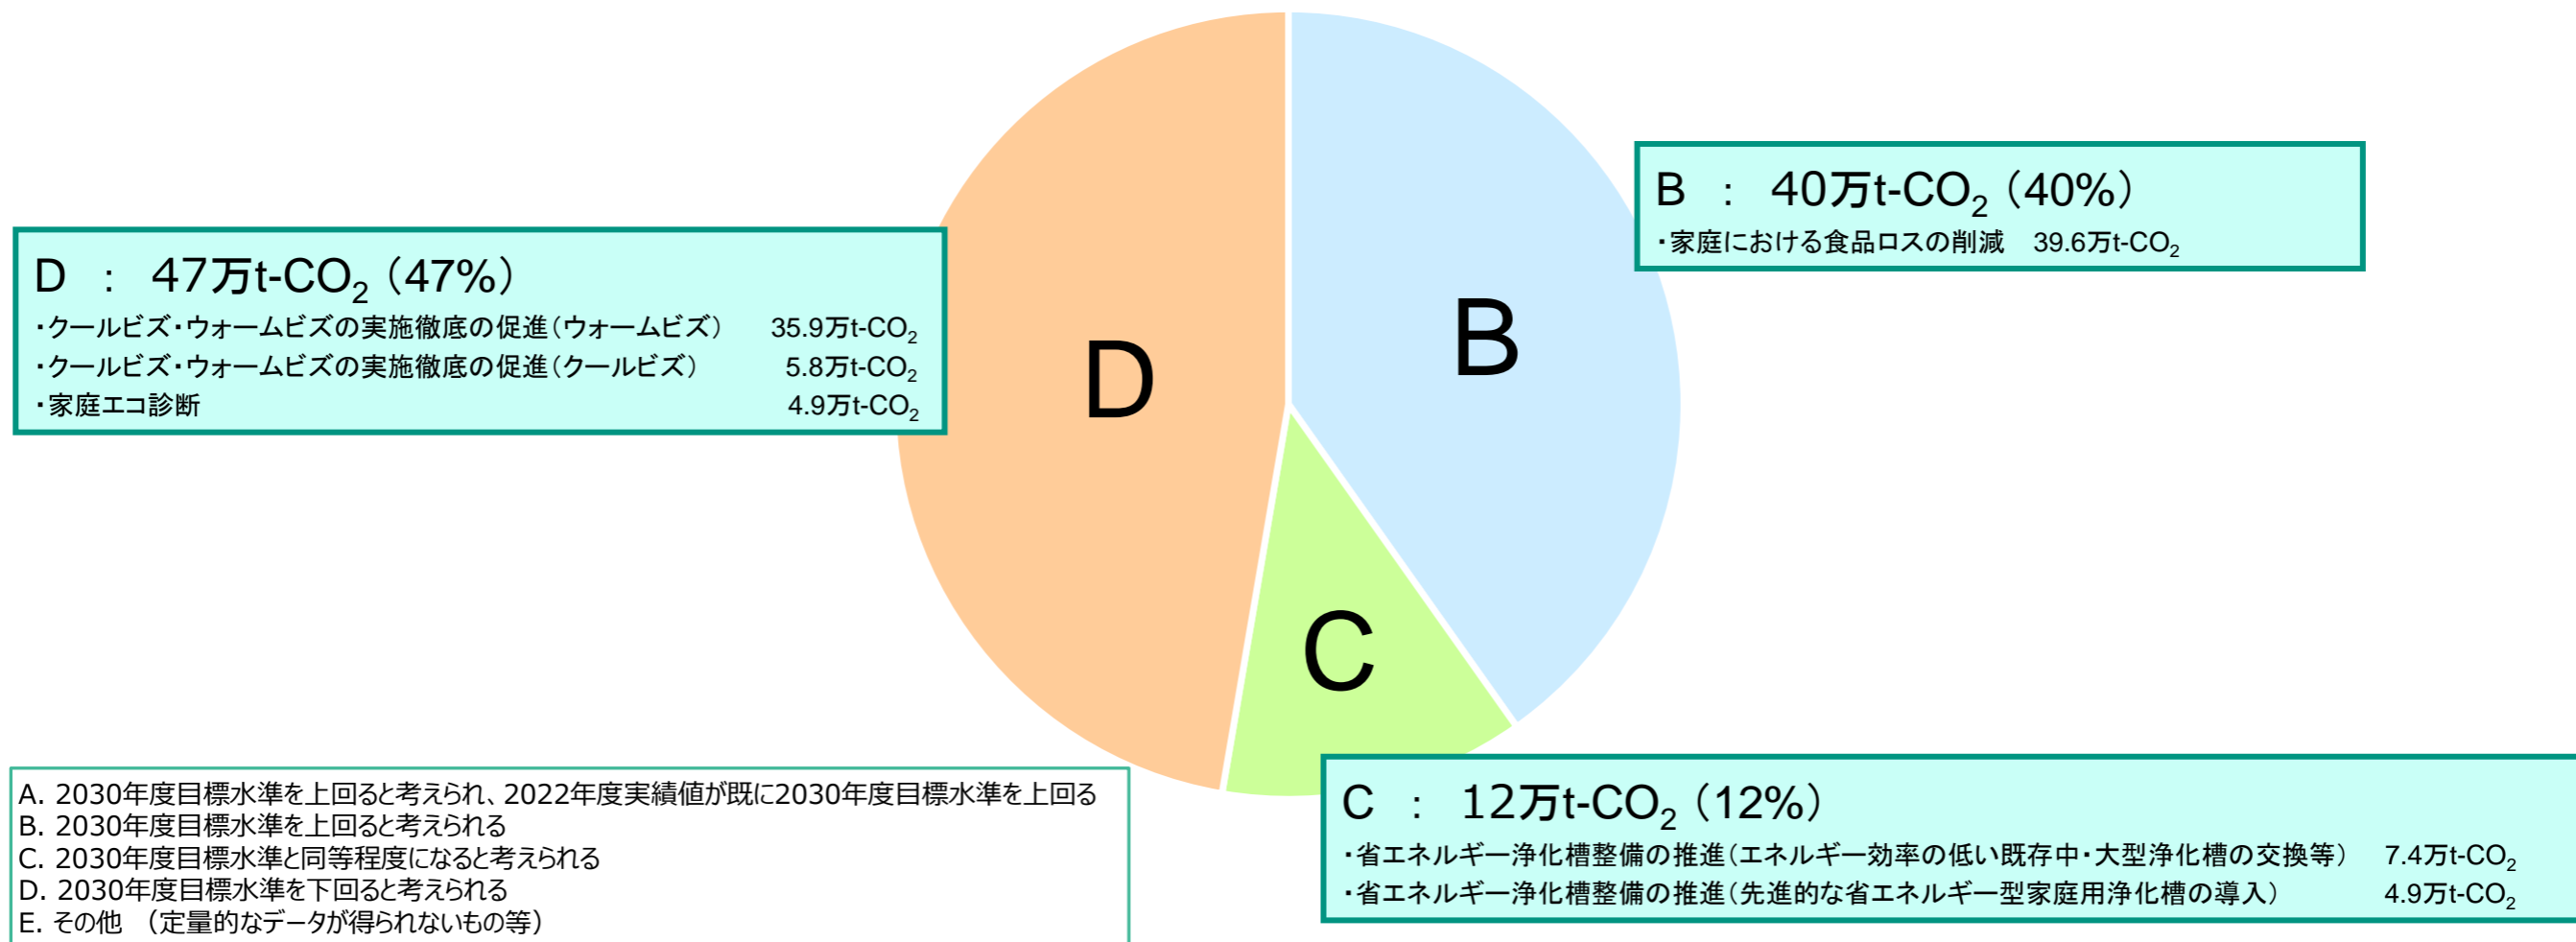 B : 40万t-CO2(40%)
・家庭における食品ロスの削減 39.6万t-CO2
D : 47万t-CO2(47%)
・クールビズ・ウォームビズの実施徹底の促進(ウォームビズ) 35.9万t-CO2
・クールビズ・ウォームビズの実施徹底の促進(クールビズ) 5.8万t-CO2
・家庭エコ診断 4.9万t-CO2
B
D
C
C : 12万t-CO2(12%)
・省エネルギー浄化槽整備の推進(エネルギー効率の低い既存中・大型浄化槽の交換等) 7.4万t-CO2
・省エネルギー浄化槽整備の推進(先進的な省エネルギー型家庭用浄化槽の導入) 4.9万t-CO2
A. 2030年度目標水準を上回ると考えられ、2022年度実績値が既に2030年度目標水準を上回る
B. 2030年度目標水準を上回ると考えられる
C. 2030年度目標水準と同等程度になると考えられる
D. 2030年度目標水準を下回ると考えられる
E. その他 (定量的なデータが得られないもの等)